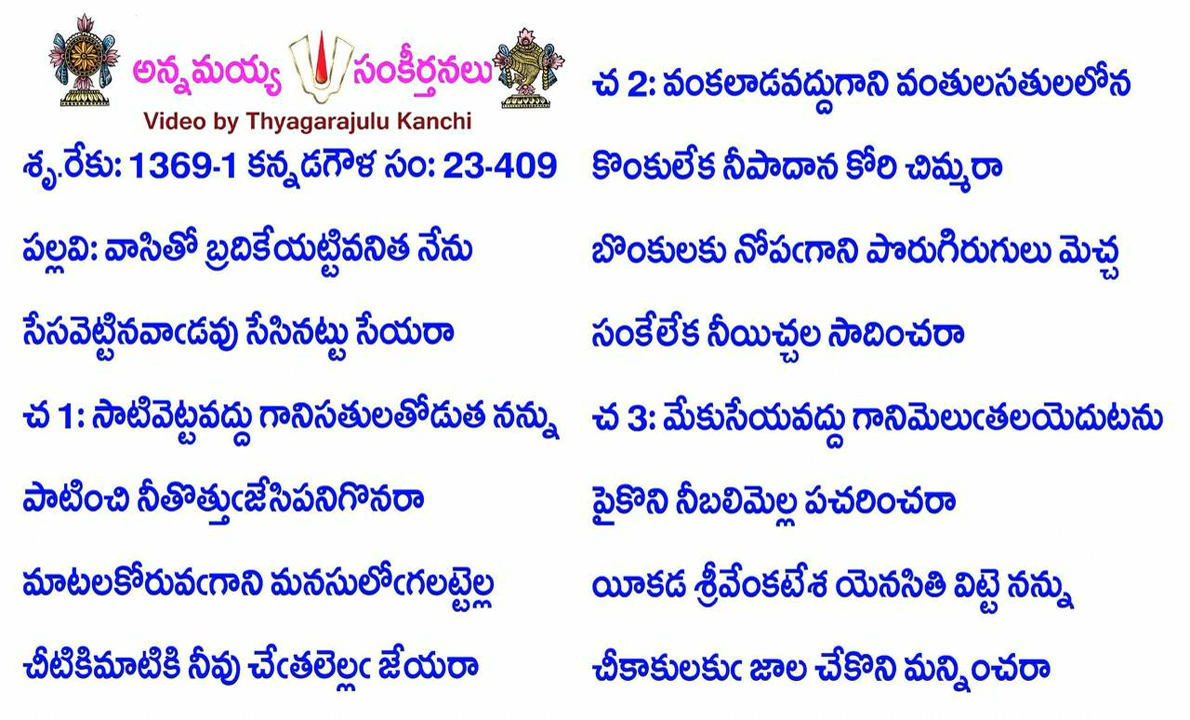 అన్నమయ్య సంకీర్తనలు
Video by Thyagarajulu Kanchi
శృ.రేకు: 1369-1 కన్నడగౌళ సం: 23-409
పల్లవి: వాసితో బ్రదికేయట్టివనిత నేను
సేసవెట్టినవాఁడవు సేసినట్టు సేయరా
చ 1: సాటివెట్టవద్దు గానిసతులతోడుత నన్ను
పాటించి నీతొత్తుఁజేసిపనిగొనరా
మాటలకోరువఁగాని మనసులోఁగలట్టెల్ల
చీటికిమాటికి నీవు చేఁతలెల్లఁ జేయరా
చ 2: వంకలాడవద్దుగాని వంతులసతులలోన
కొంకులేక నీపాదాన కోరి చిమ్మరా
బొంకులకు నోపఁగాని పొరుగిరుగులు మెచ్చ
సంకేలేక నీయిచ్చల సాదించరా
చ 3: మేకుసేయవద్దు గానిమెలుఁతలయెదుటను
పైకొని నీబలిమెల్ల పచరించరా
యీకడ శ్రీవేంకటేశ యెనసితి విట్టె నన్ను
చీకాకులకుఁ జాల చేకొని మన్నించరా